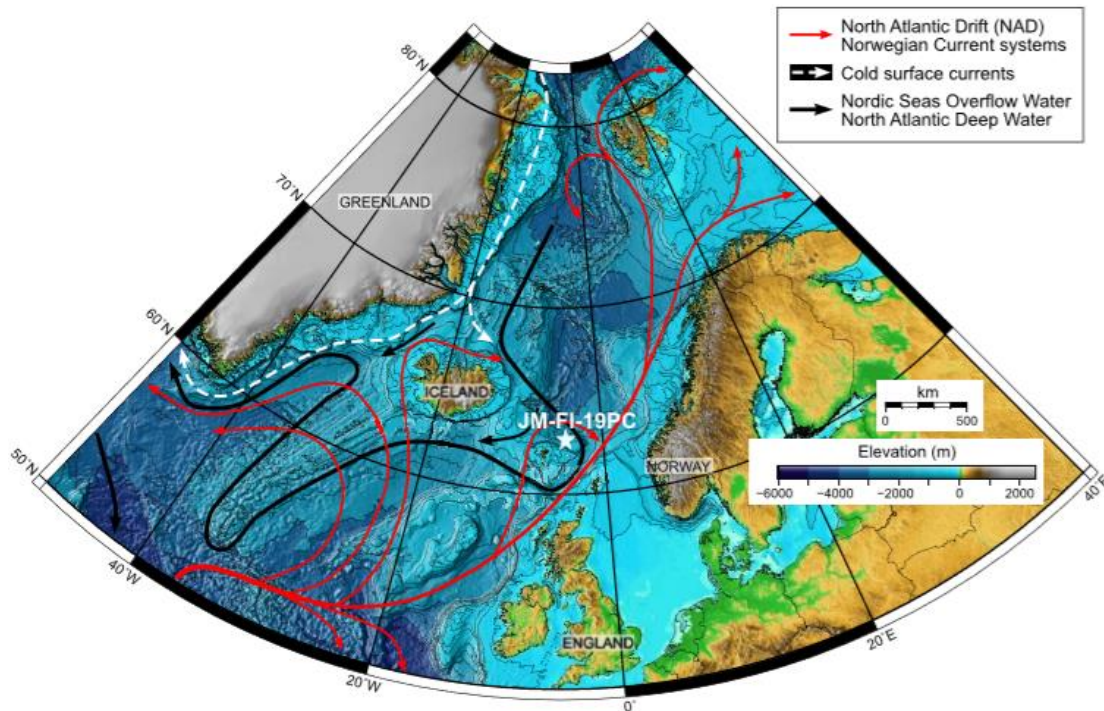 North Atlantic Drift (NAD)
Norwegian Current systems
Cold surface currents
Nordic Seas Overflow Water
North Atlantic Deep Water
80°N
70°N
GREENLAND
60°N
ICELAND
JM-FI-19PC
km
0 500
NORWAY
Elevation (m)
−6000 −4000 −2000 0 2000
50°N
40°E
40°W
ENGLAND
20°E
20°W
0°